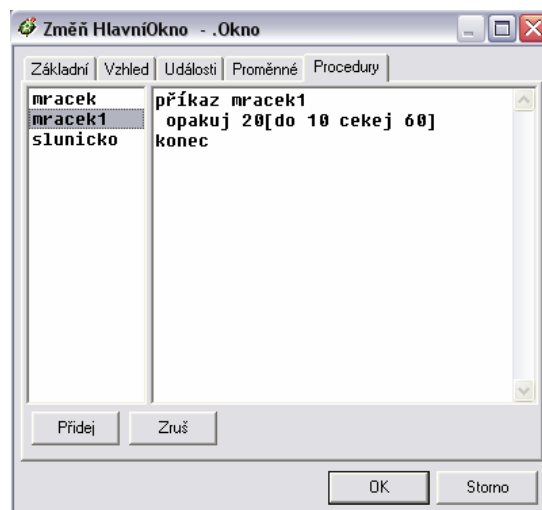 Změň HlavníOkno - .Okno
Základní Vzhled Události Proměnné Procedury
mracek
mracek1
slunicko
příkaz mracek1
opakuj 20[do 10 cekej 60]
konec
Přidej Zruš
OK Storno